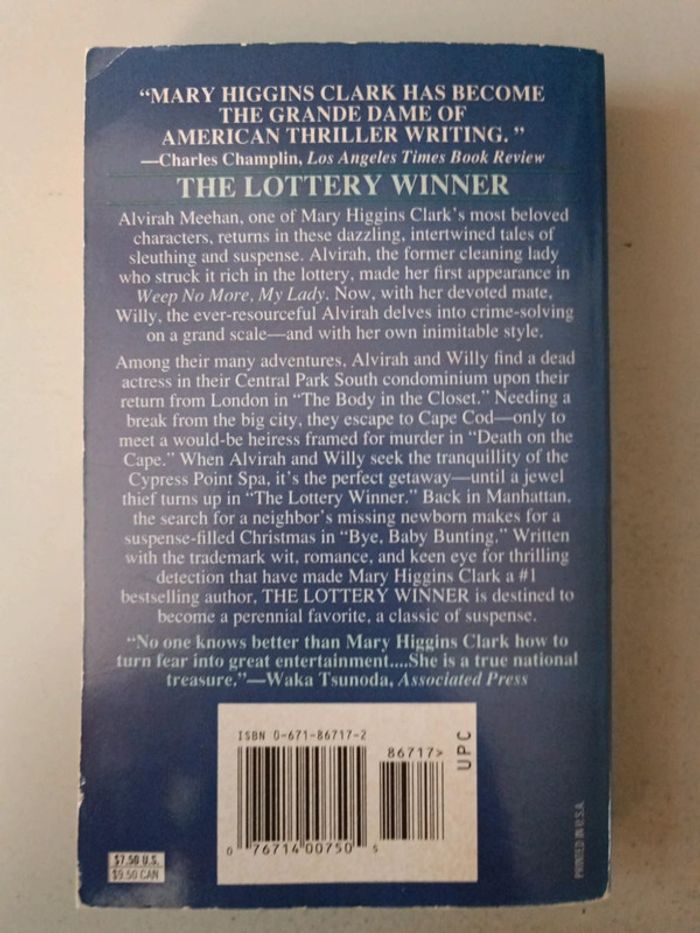 “MARY HIGGINS CLARK HAS BECOME
THE GRANDE DAME OF
AMERICAN THRILLER WRITING.”
—Charles Champlin, Los Angeles Times Book Review
THE LOTTERY WINNER
Alvirah Meehan, one of Mary Higgins Clark's most beloved
characters, returns in these dazzling, intertwined tales of
sleuthing and suspense. Alvirah, the former cleaning lady
who struck it rich in the lottery, made her first appearance in
Weep No More, My Lady. Now, with her devoted mate,
Willy, the ever-resourceful Alvirah delves into crime-solving
on a grand scale—and with her own inimitable style.
Among their many adventures, Alvirah and Willy find a dead
actress in their Central Park South condominium upon their
return from London in “The Body in the Closet.” Needing a
break from the big city, they escape to Cape Cod—only to
meet a would-be heiress framed for murder in “Death on the
Cape.” When Alvirah and Willy seek the tranquillity of the
Cypress Point Spa, it's the perfect getaway—until a jewel
thief turns up in “The Lottery Winner.” Back in Manhattan,
the search for a neighbor's missing newborn makes for a
suspense-filled Christmas in “Bye, Baby Bunting.” Written
with the trademark wit, romance, and keen eye for thrilling
detection that have made Mary Higgins Clark a #1
bestselling author, THE LOTTERY WINNER is destined to
become a perennial favorite, a classic of suspense.
“No one knows better than Mary Higgins Clark how to
turn fear into great entertainment....She is a true national
treasure.”—Waka Tsunoda, Associated Press
ISBN 0-671-86717-2
86717>
UPC
0 76714 00750 5
$7.50 U.S.
$9.50 CAN
PRINTED IN U.S.A.